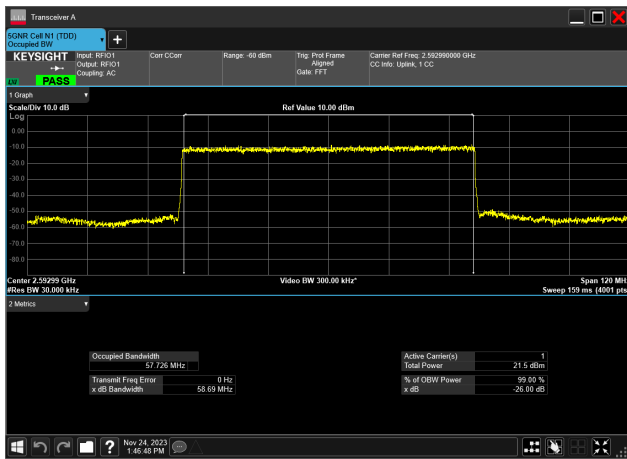 Transceiver A
5GNR Cell N1 (TDD)
Occupied BW
KEYSIGHT
LXI
PASS
Input: RFIO1
Output: RFIO1
Coupling: AC
Corr CCorr
Range: -60 dBm
Trig: Prot Frame
Aligned
Gate: FFT
Carrier Ref Freq: 2.592990000 GHz
CC Info: Uplink, 1 CC
1 Graph
Scale/Div 10.0 dB
Ref Value 10.00 dBm
Log
0.00
-10.0
-20.0
-30.0
-40.0
-50.0
-60.0
-70.0
-80.0
Center 2.59299 GHz
Video BW 300.00 kHz*
Span 120 MH
#Res BW 30.000 kHz
Sweep 159 ms (4001 pts
2 Metrics
Occupied Bandwidth
57.726 MHz
Transmit Freq Error 0 Hz
x dB Bandwidth 58.69 MHz
Active Carrier(s) 1
Total Power 21.5 dBm
% of OBW Power 99.00 %
x dB -26.00 dB
?
Nov 24, 2023
1:46:48 PM